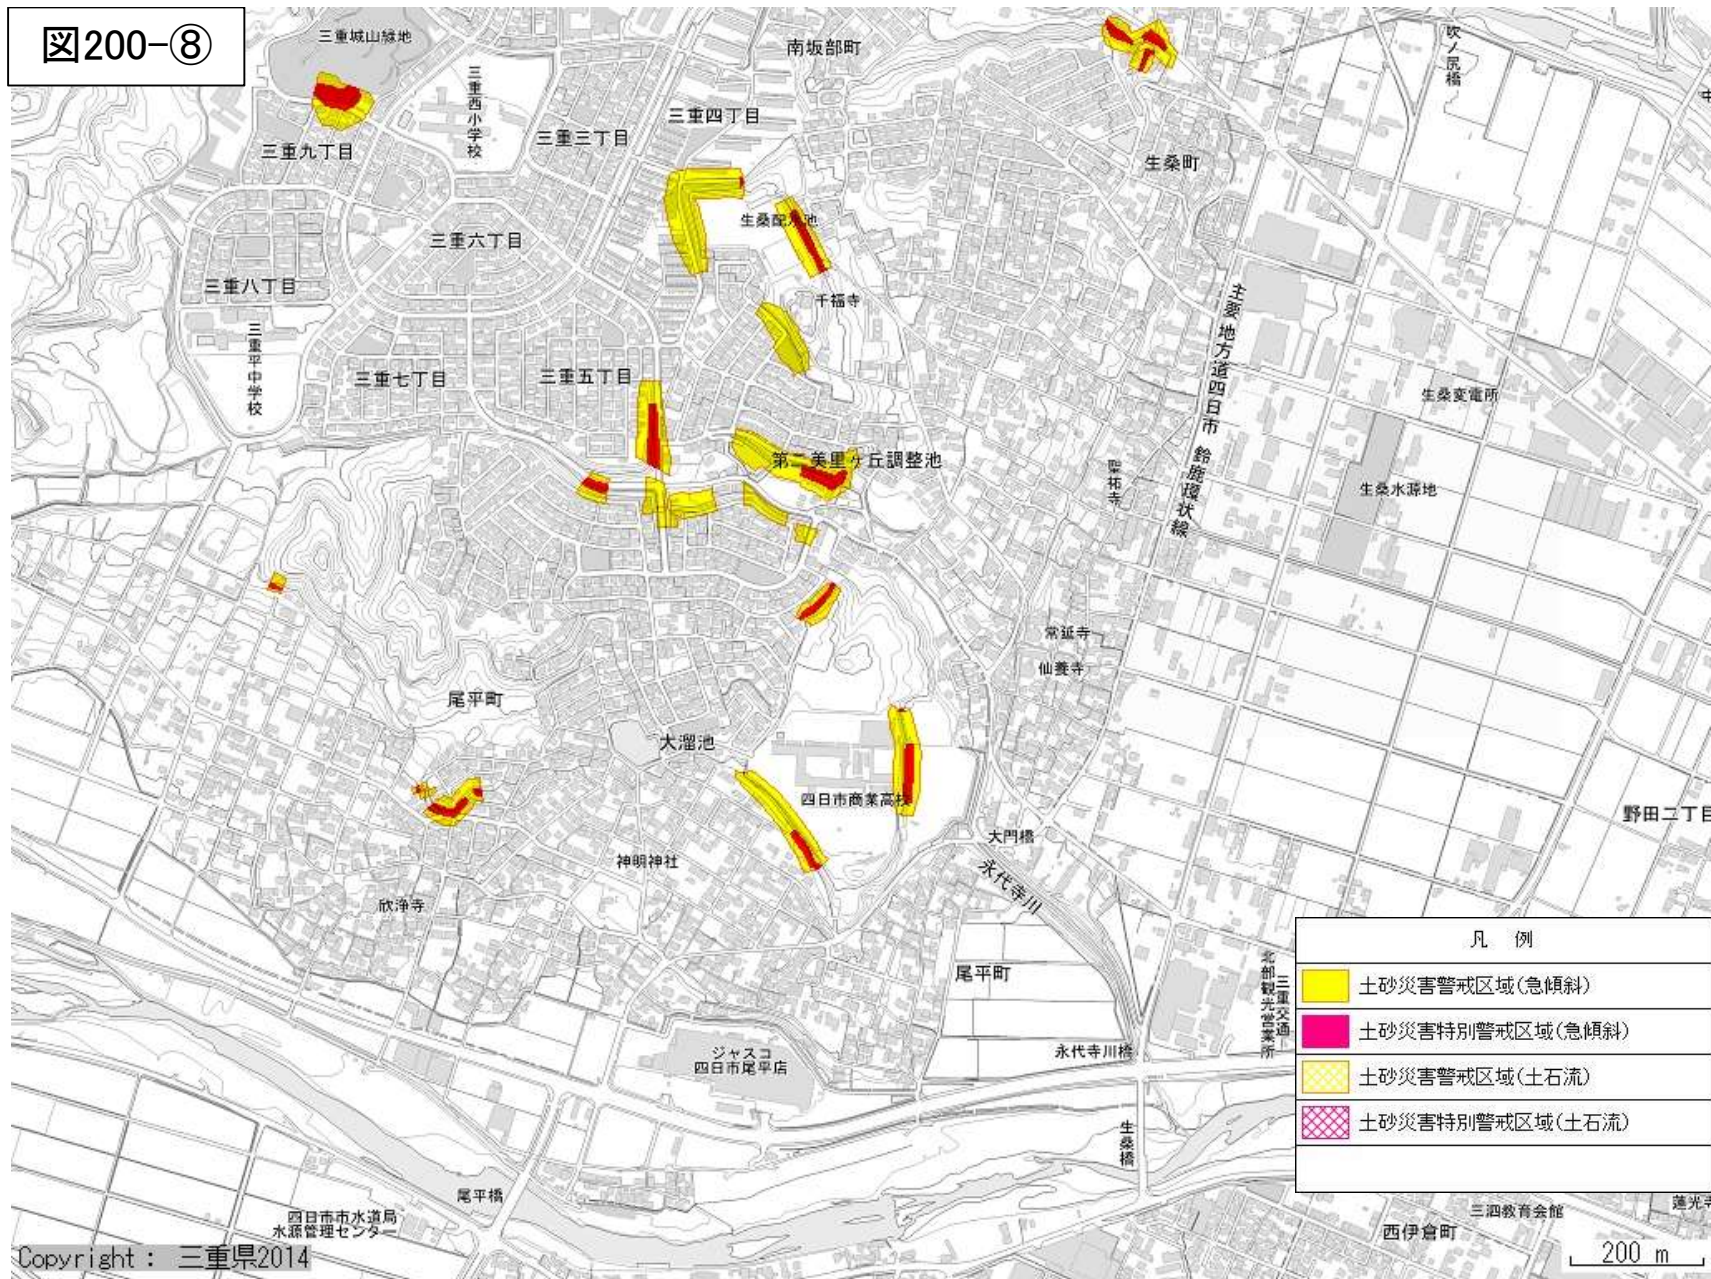 図200-⑧
三重城山緑地
南坂部町
吹ノ尻橋
三重西小学校
三重四丁目
三重三丁目
三重九丁目
生桑町
生桑配水池
三重六丁目
三重八丁目
千福寺
主要地方道四日市鈴鹿環状線
三重平中学校
三重七丁目
三重五丁目
生桑変電所
第二美里ヶ丘調整池
聖祐寺
生桑水源地
常延寺
仙養寺
尾平町
大溜池
四日市商業高校
野田二丁目
大門橋
神明神社
永代寺川
欣浄寺
尾平町
三重交通
北部観光営業所
ジャスコ
四日市尾平店
永代寺川橋
生桑橋
尾平橋
四日市市水道局
水源管理センター
三泗教育会館
蓮光寺
西伊倉町
凡 例
土砂災害警戒区域(急傾斜)
土砂災害特別警戒区域(急傾斜)
土砂災害警戒区域(土石流)
土砂災害特別警戒区域(土石流)
Copyright : 三重県2014
200 m